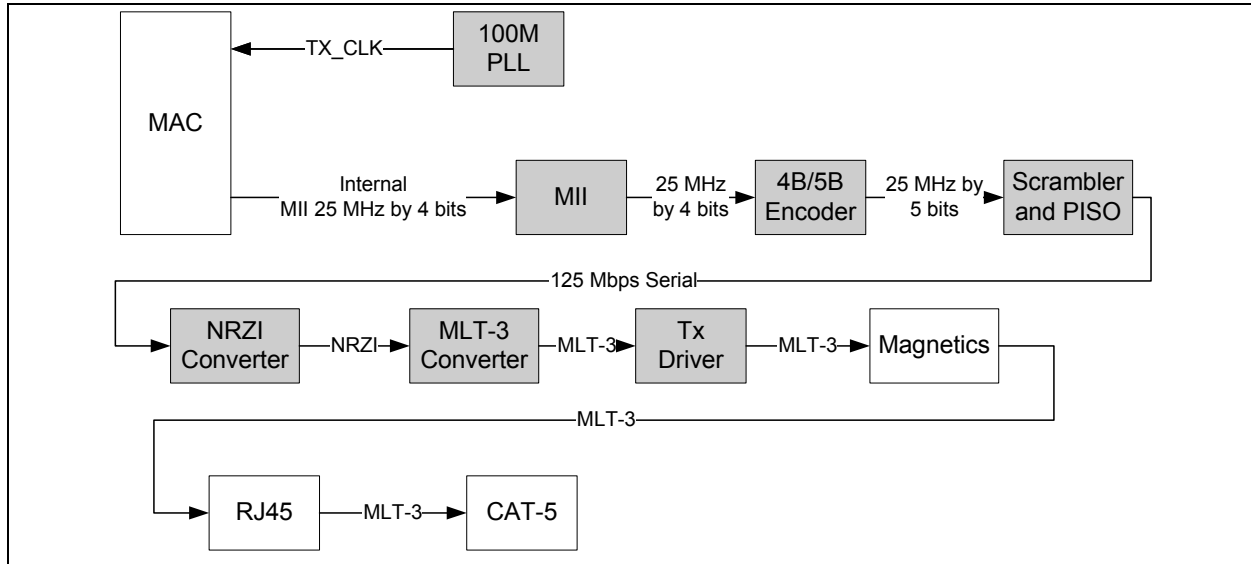 100M
PLL
TX_CLK
MAC
Internal
MII 25 MHz by 4 bits
MII
25 MHz
by 4 bits
4B/5B
Encoder
25 MHz by
5 bits
Scrambler
and PISO
125 Mbps Serial
NRZI
Converter
NRZI
MLT-3
Converter
MLT-3
Tx
Driver
MLT-3
Magnetics
MLT-3
RJ45
MLT-3
CAT-5